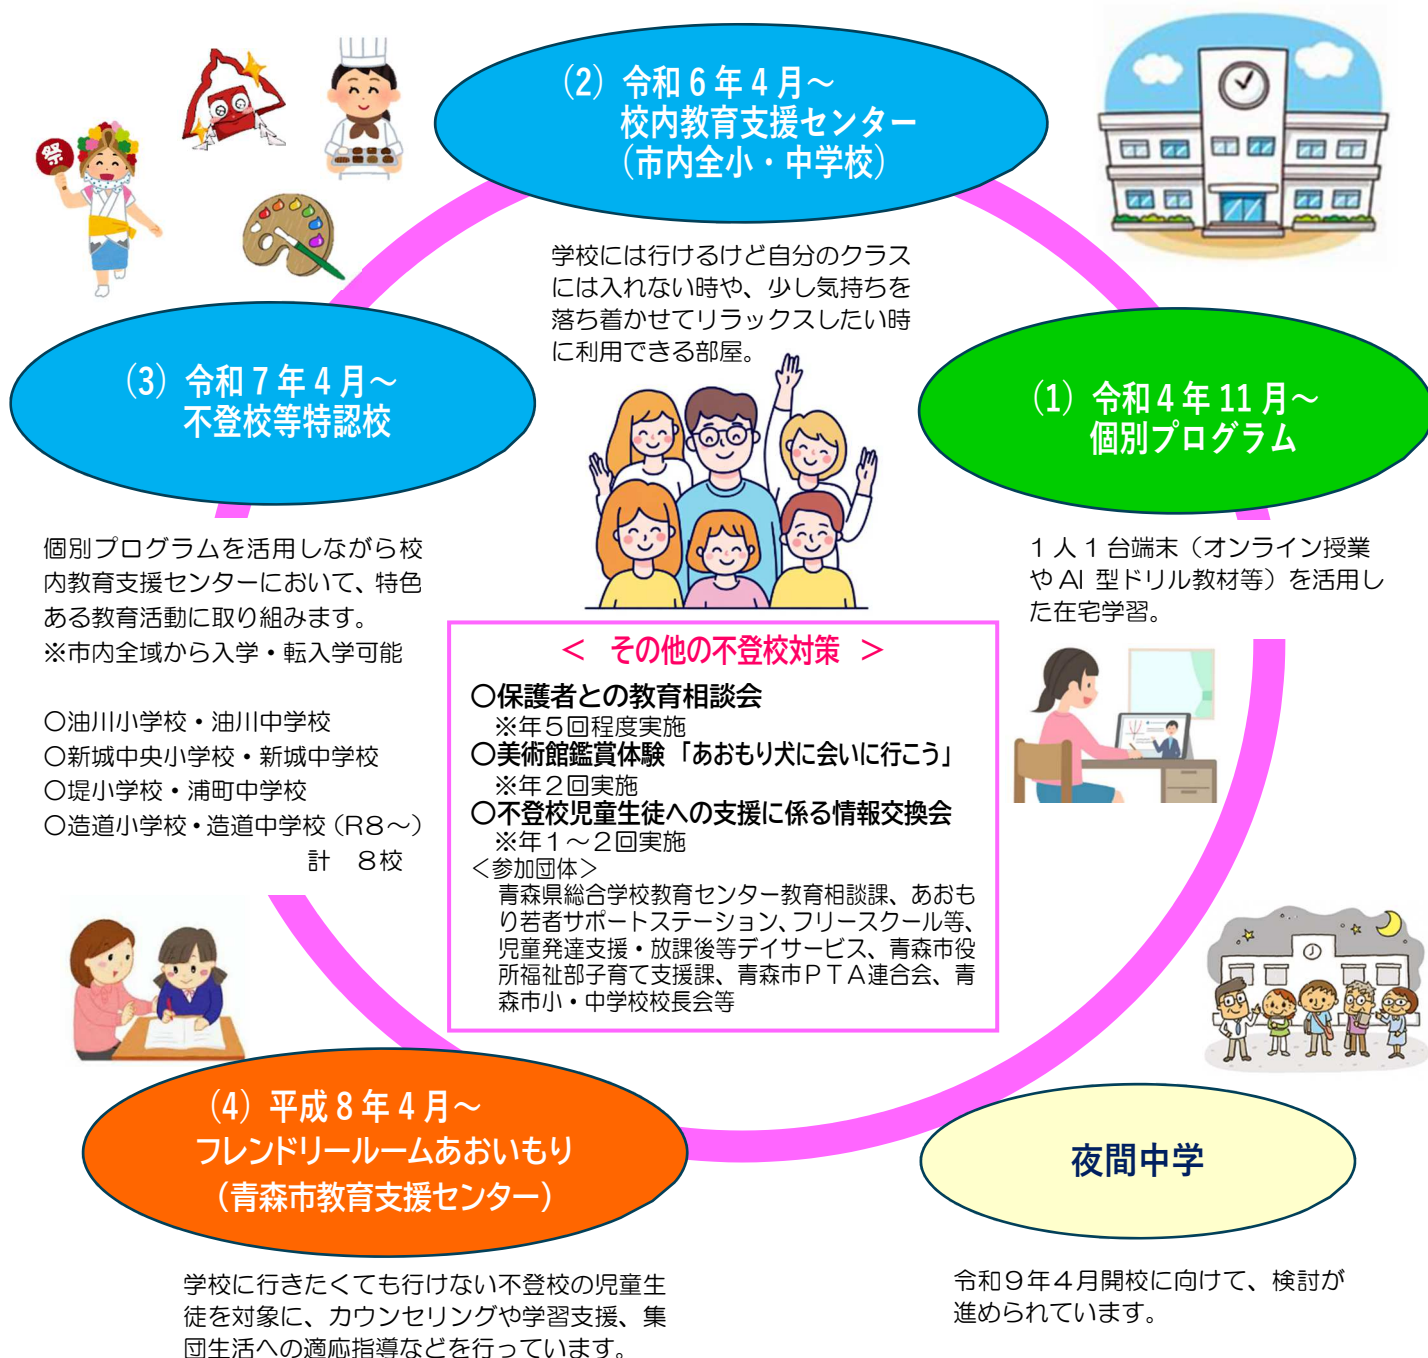 祭
(2) 令和6年4月～
校内教育支援センター
(市内全小・中学校)
学校には行けるけど自分のクラス
には入れない時や、少し気持ちを
落ち着かせてリラックスしたい時
に利用できる部屋。
(1) 令和4年11月～
個別プログラム
1人1台端末（オンライン授業
やAI型ドリル教材等）を活用し
た在宅学習。
(3) 令和7年4月～
不登校等特認校
個別プログラムを活用しながら校
内教育支援センターにおいて、特色
ある教育活動に取り組みます。
※市内全域から入学・転入学可能
〇油川小学校・油川中学校
〇新城中央小学校・新城中学校
〇堤小学校・浦町中学校
〇造道小学校・造道中学校（R8～）
計　8校
＜　その他の不登校対策　＞
〇保護者との教育相談会
※年5回程度実施
〇美術館鑑賞体験「あおもり犬に会いに行こう」
※年2回実施
〇不登校児童生徒への支援に係る情報交換会
※年1～2回実施
＜参加団体＞
青森県総合学校教育センター教育相談課、あおも
り若者サポートステーション、フリースクール等、
児童発達支援・放課後等デイサービス、青森市役
所福祉部子育て支援課、青森市PTA連合会、青
森市小・中学校校長会等
(4) 平成8年4月～
フレンドリールームあおいもり
（青森市教育支援センター）
学校に行きたくても行けない不登校の児童生
徒を対象に、カウンセリングや学習支援、集
団生活への適応指導などを行っています。
夜間中学
令和9年4月開校に向けて、検討が
進められています。